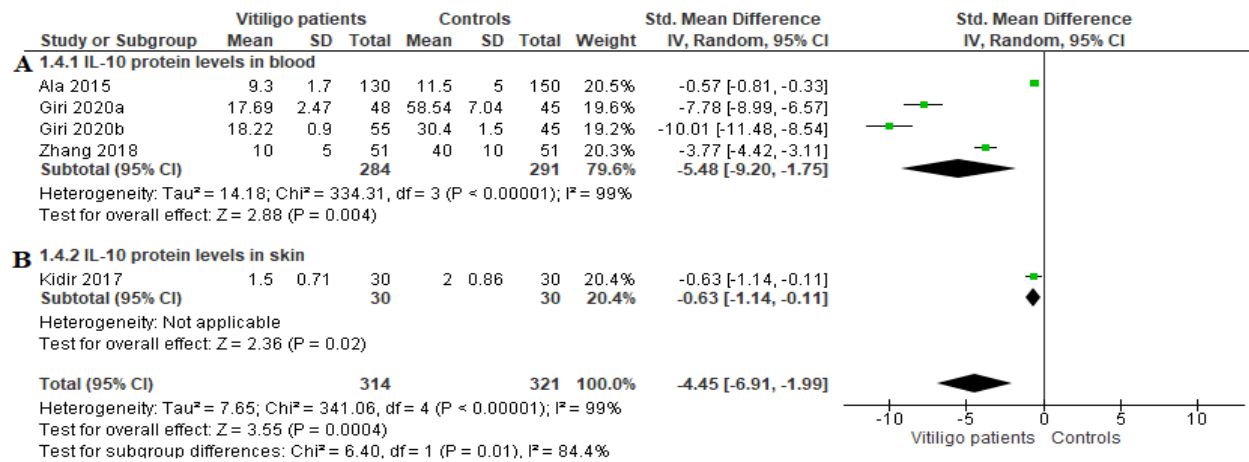 Vitiligo patients Controls Std. Mean Difference Std. Mean Difference
Study or Subgroup Mean SD Total Mean SD Total Weight IV, Random, 95% CI IV, Random, 95% CI
A 1.4.1 IL-10 protein levels in blood
Ala 2015 9.3 1.7 130 11.5 5 150 20.5% -0.57 [-0.81, -0.33]
Giri 2020a 17.69 2.47 48 58.54 7.04 45 19.6% -7.78 [-8.99, -6.57]
Giri 2020b 18.22 0.9 55 30.4 1.5 45 19.2% -10.01 [-11.48, -8.54]
Zhang 2018 10 5 51 40 10 51 20.3% -3.77 [-4.42, -3.11]
Subtotal (95% CI) 284 291 79.6% -5.48 [-9.20, -1.75]
Heterogeneity: Tau² = 14.18; Chi² = 334.31, df = 3 (P < 0.00001); I² = 99%
Test for overall effect: Z = 2.88 (P = 0.004)
B 1.4.2 IL-10 protein levels in skin
Kidir 2017 1.5 0.71 30 2 0.86 30 20.4% -0.63 [-1.14, -0.11]
Subtotal (95% CI) 30 30 20.4% -0.63 [-1.14, -0.11]
Heterogeneity: Not applicable
Test for overall effect: Z = 2.36 (P = 0.02)
Total (95% CI) 314 321 100.0% -4.45 [-6.91, -1.99]
Heterogeneity: Tau² = 7.65; Chi² = 341.06, df = 4 (P < 0.00001); I² = 99%
Test for overall effect: Z = 3.55 (P = 0.0004)
Test for subgroup differences: Chi² = 6.40, df = 1 (P = 0.01), I² = 84.4%
-10 -5 0 5 10
Vitiligo patients Controls